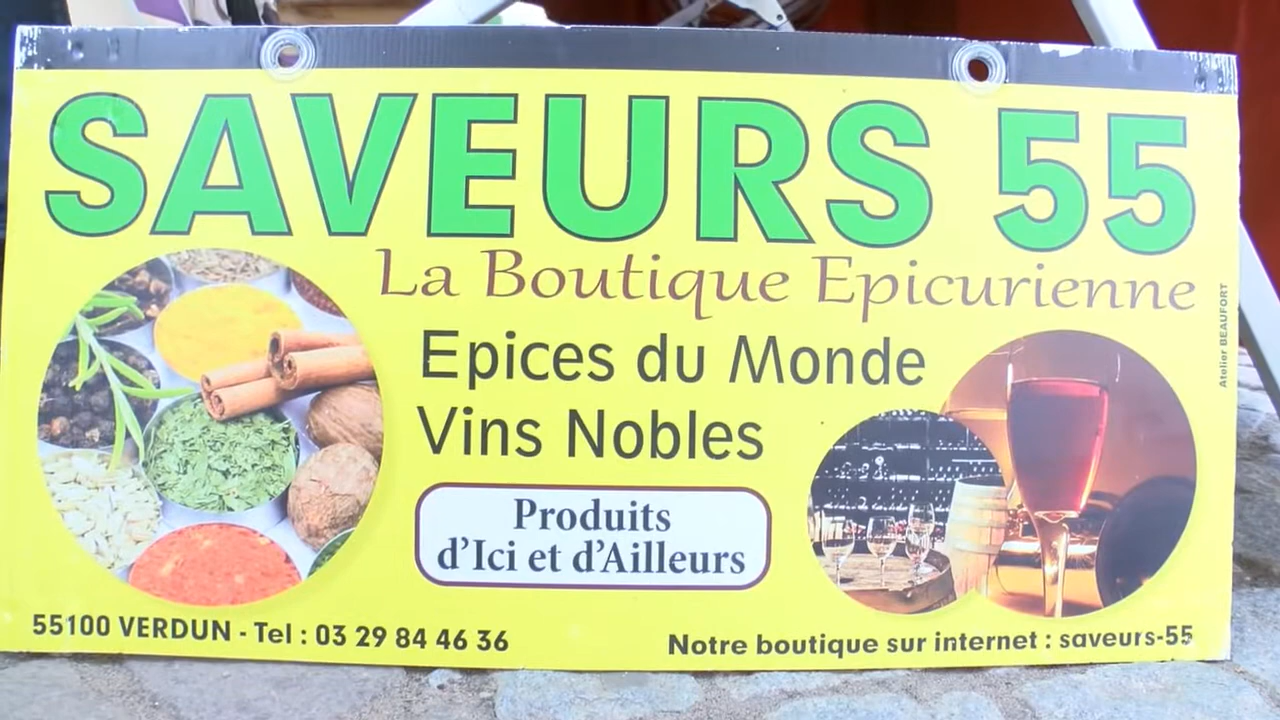 SAVEURS 55
La Boutique Epicurienne
Epices du Monde
Vins Nobles
Produits
d'Ici et d'Ailleurs
55100 VERDUN - Tel : 03 29 84 46 36
Notre boutique sur internet : saveurs-55
Atelier BEAUFORT